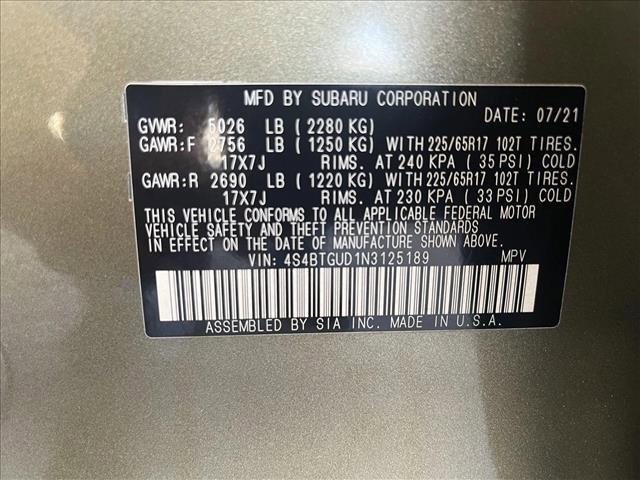 MFD BY SUBARU CORPORATION
DATE: 07/21
GVWR: 5026 LB (2280 KG)
GAWR:F 2756 LB (1250 KG) WITH 225/65R17 102T TIRES.
17X7J RIMS. AT 240 KPA (35 PSI) COLD
GAWR:R 2690 LB (1220 KG) WITH 225/65R17 102T TIRES.
17X7J RIMS. AT 230 KPA (33 PSI) COLD
THIS VEHICLE CONFORMS TO ALL APPLICABLE FEDERAL MOTOR
VEHICLE SAFETY AND THEFT PREVENTION STANDARDS IN
EFFECT ON THE DATE OF MANUFACTURE SHOWN ABOVE.
VIN: 4S4BTGUD1N3125189 MPV
ASSEMBLED BY SIA INC. MADE IN U.S.A.